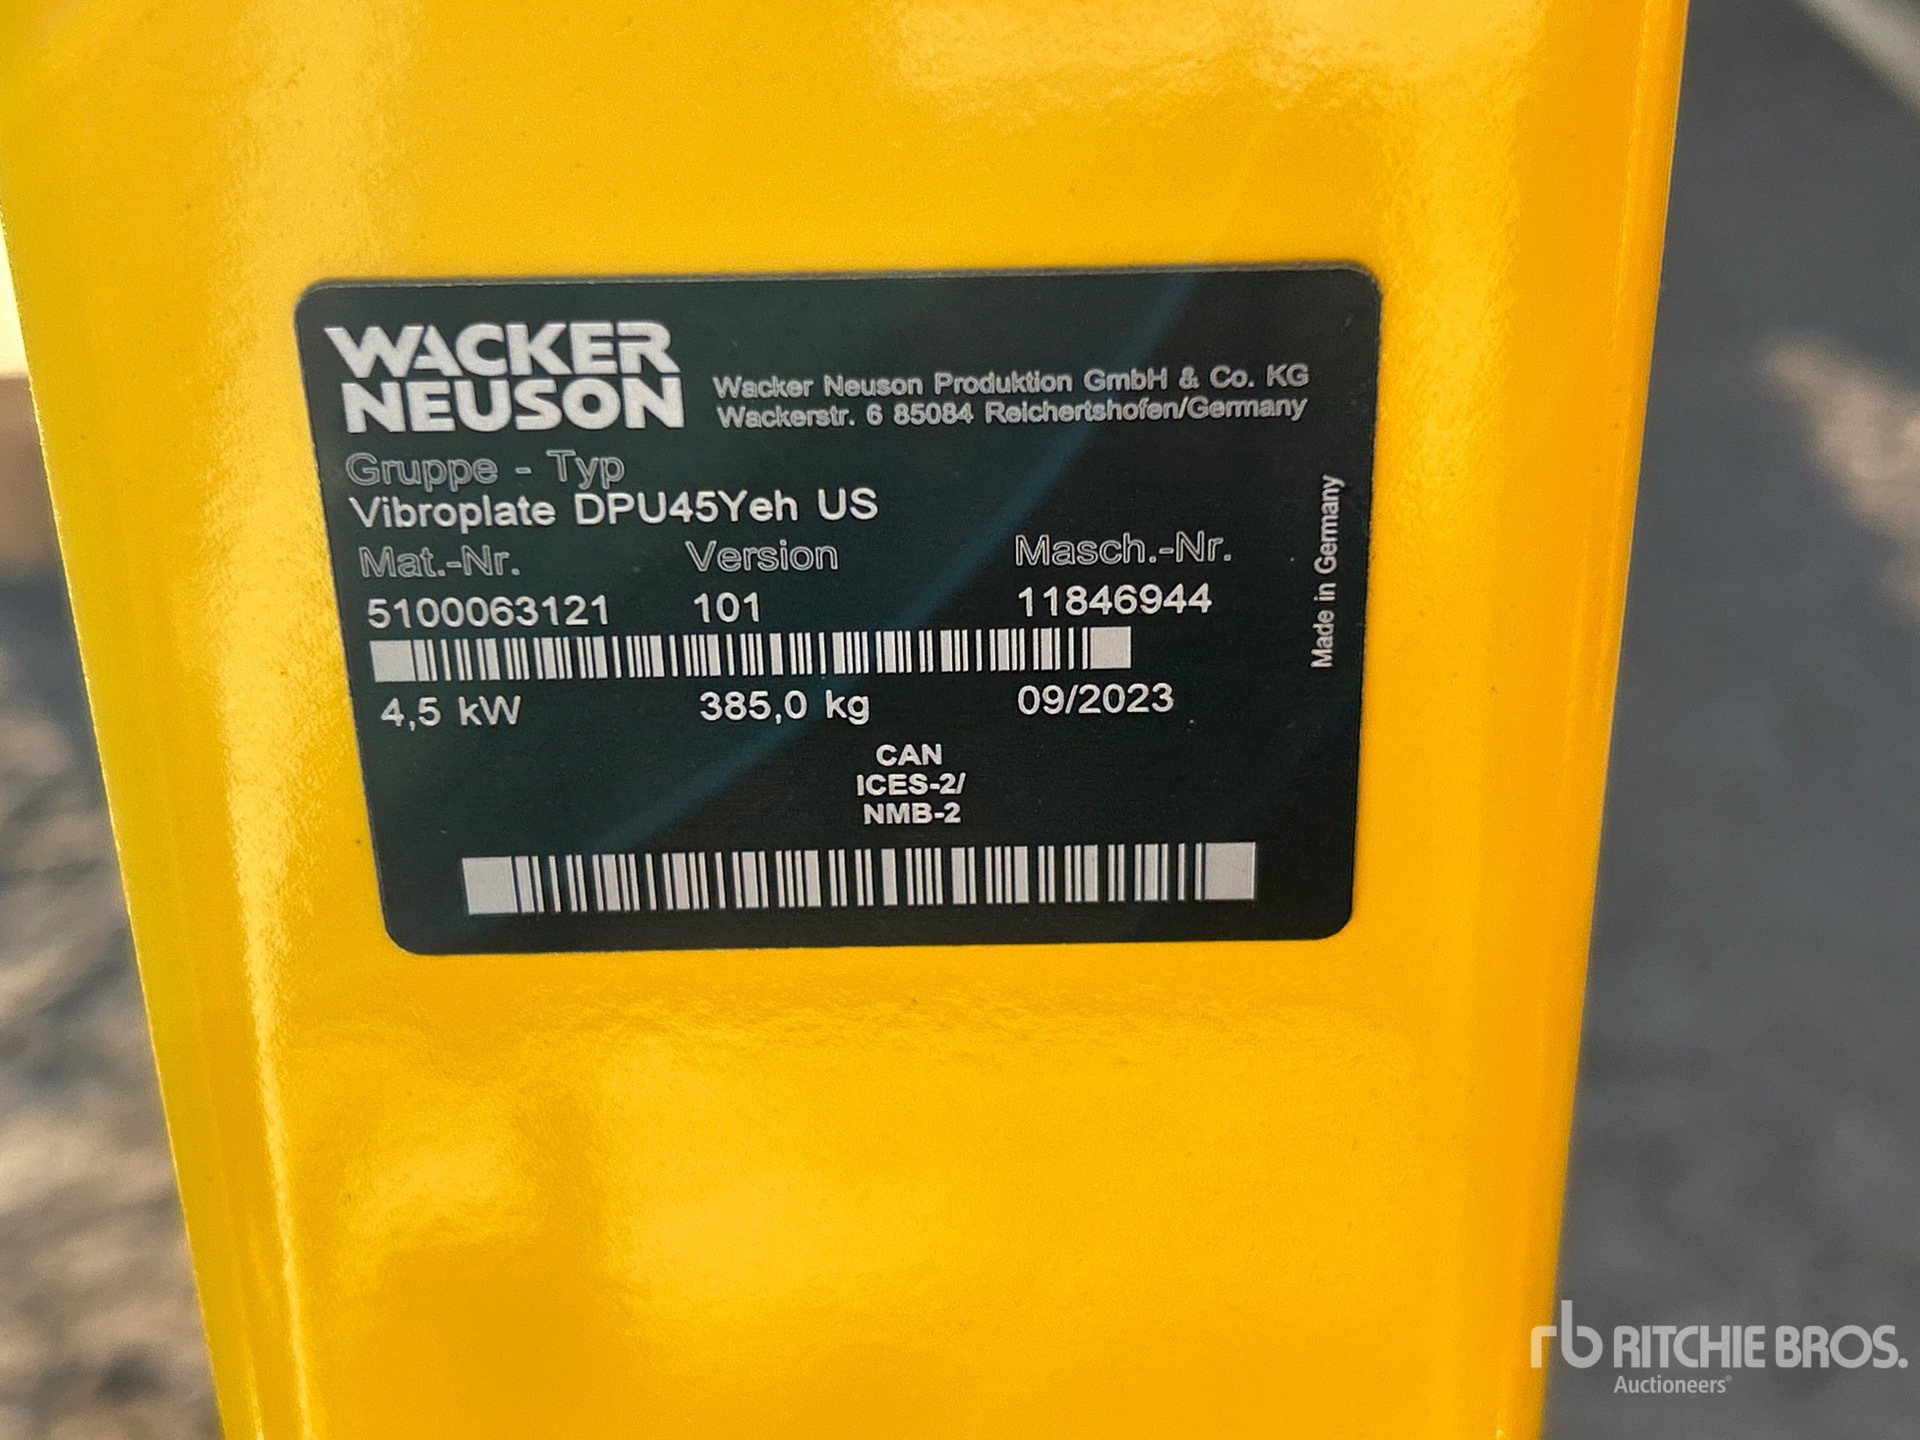 WACKER
NEUSON
Wacker Neuson Produktion GmbH & Co. KG
Wackerstr. 6 85084 Reichertshofen/Germany
Gruppe - Typ
Vibroplate DPU45Yeh US
Mat.-Nr. Version Masch.-Nr.
5100063121 101 11846944
4,5 kW 385,0 kg 09/2023
CAN
ICES-2/
NMB-2
Made in Germany
rb RITCHIE BROS.
Auctioneers